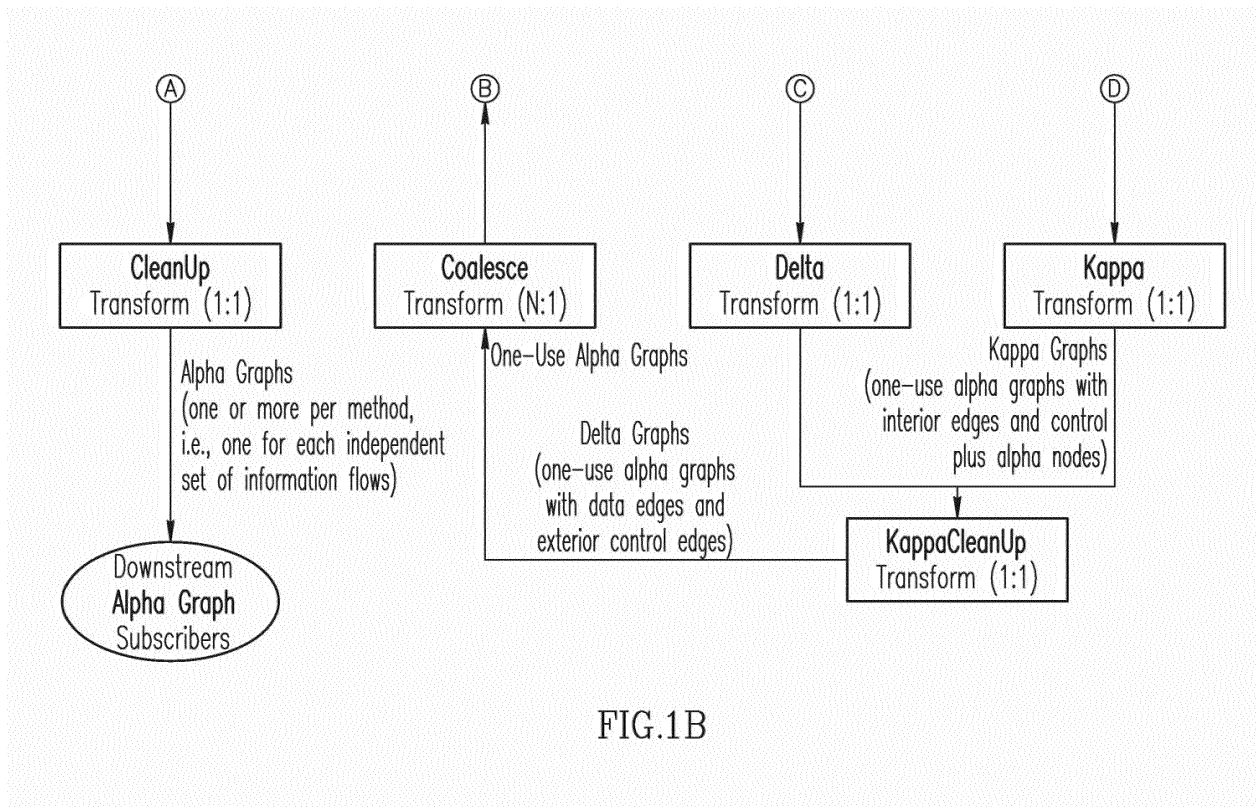 A
B
C
D
CleanUp
Transform (1:1)
Coalesce
Transform (N:1)
Delta
Transform (1:1)
Kappa
Transform (1:1)
Alpha Graphs
(one or more per method,
i.e., one for each independent
set of information flows)
One-Use Alpha Graphs
Delta Graphs
(one-use alpha graphs
with data edges and
exterior control edges)
Kappa Graphs
(one-use alpha graphs with
interior edges and control
plus alpha nodes)
KappaCleanUp
Transform (1:1)
Downstream
Alpha Graph
Subscribers
FIG.1B